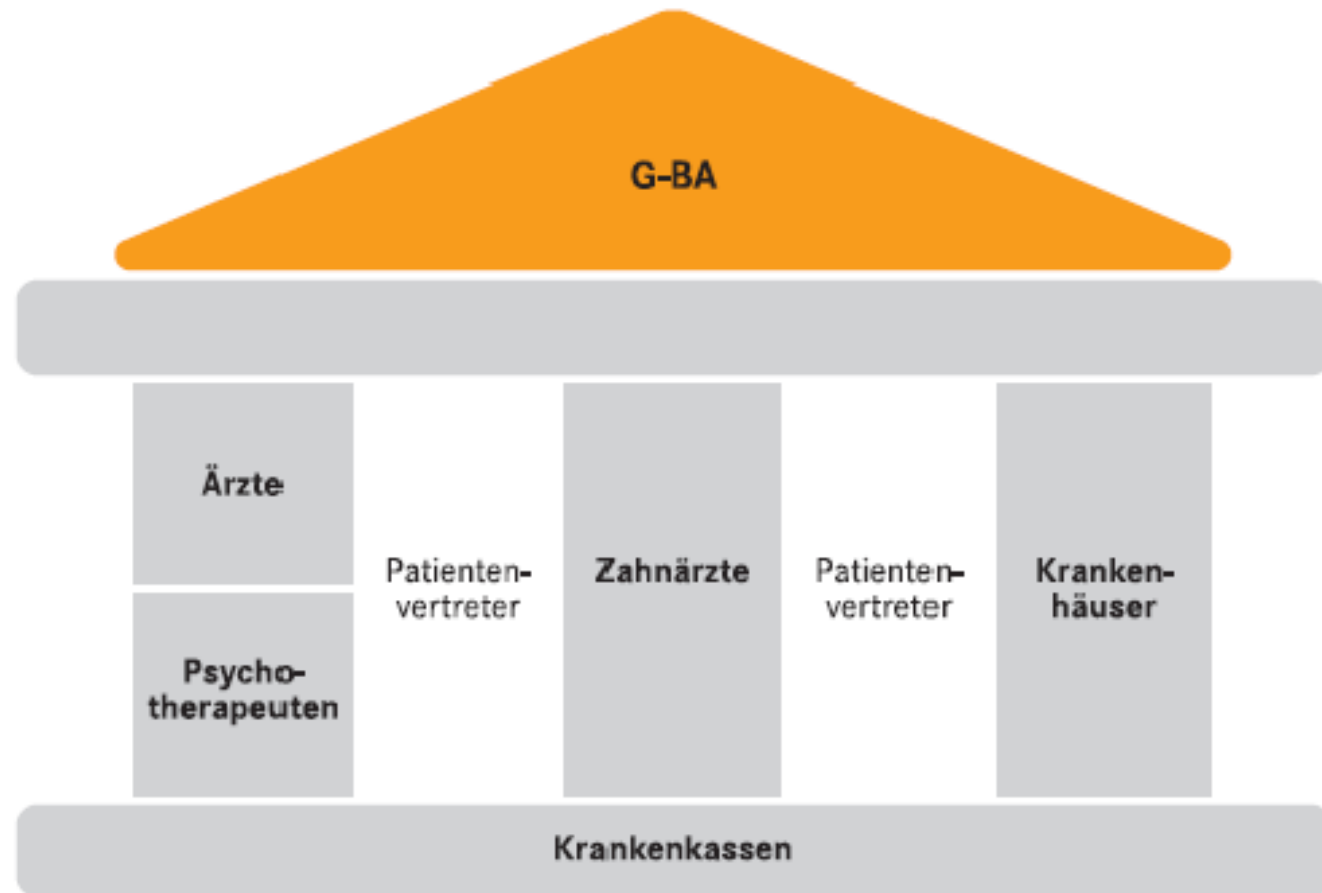 G-BA
Ärzte
Psycho-
therapeuten
Patienten-
vertreter
Zahnärzte
Patienten-
vertreter
Kranken-
häuser
Krankenkassen